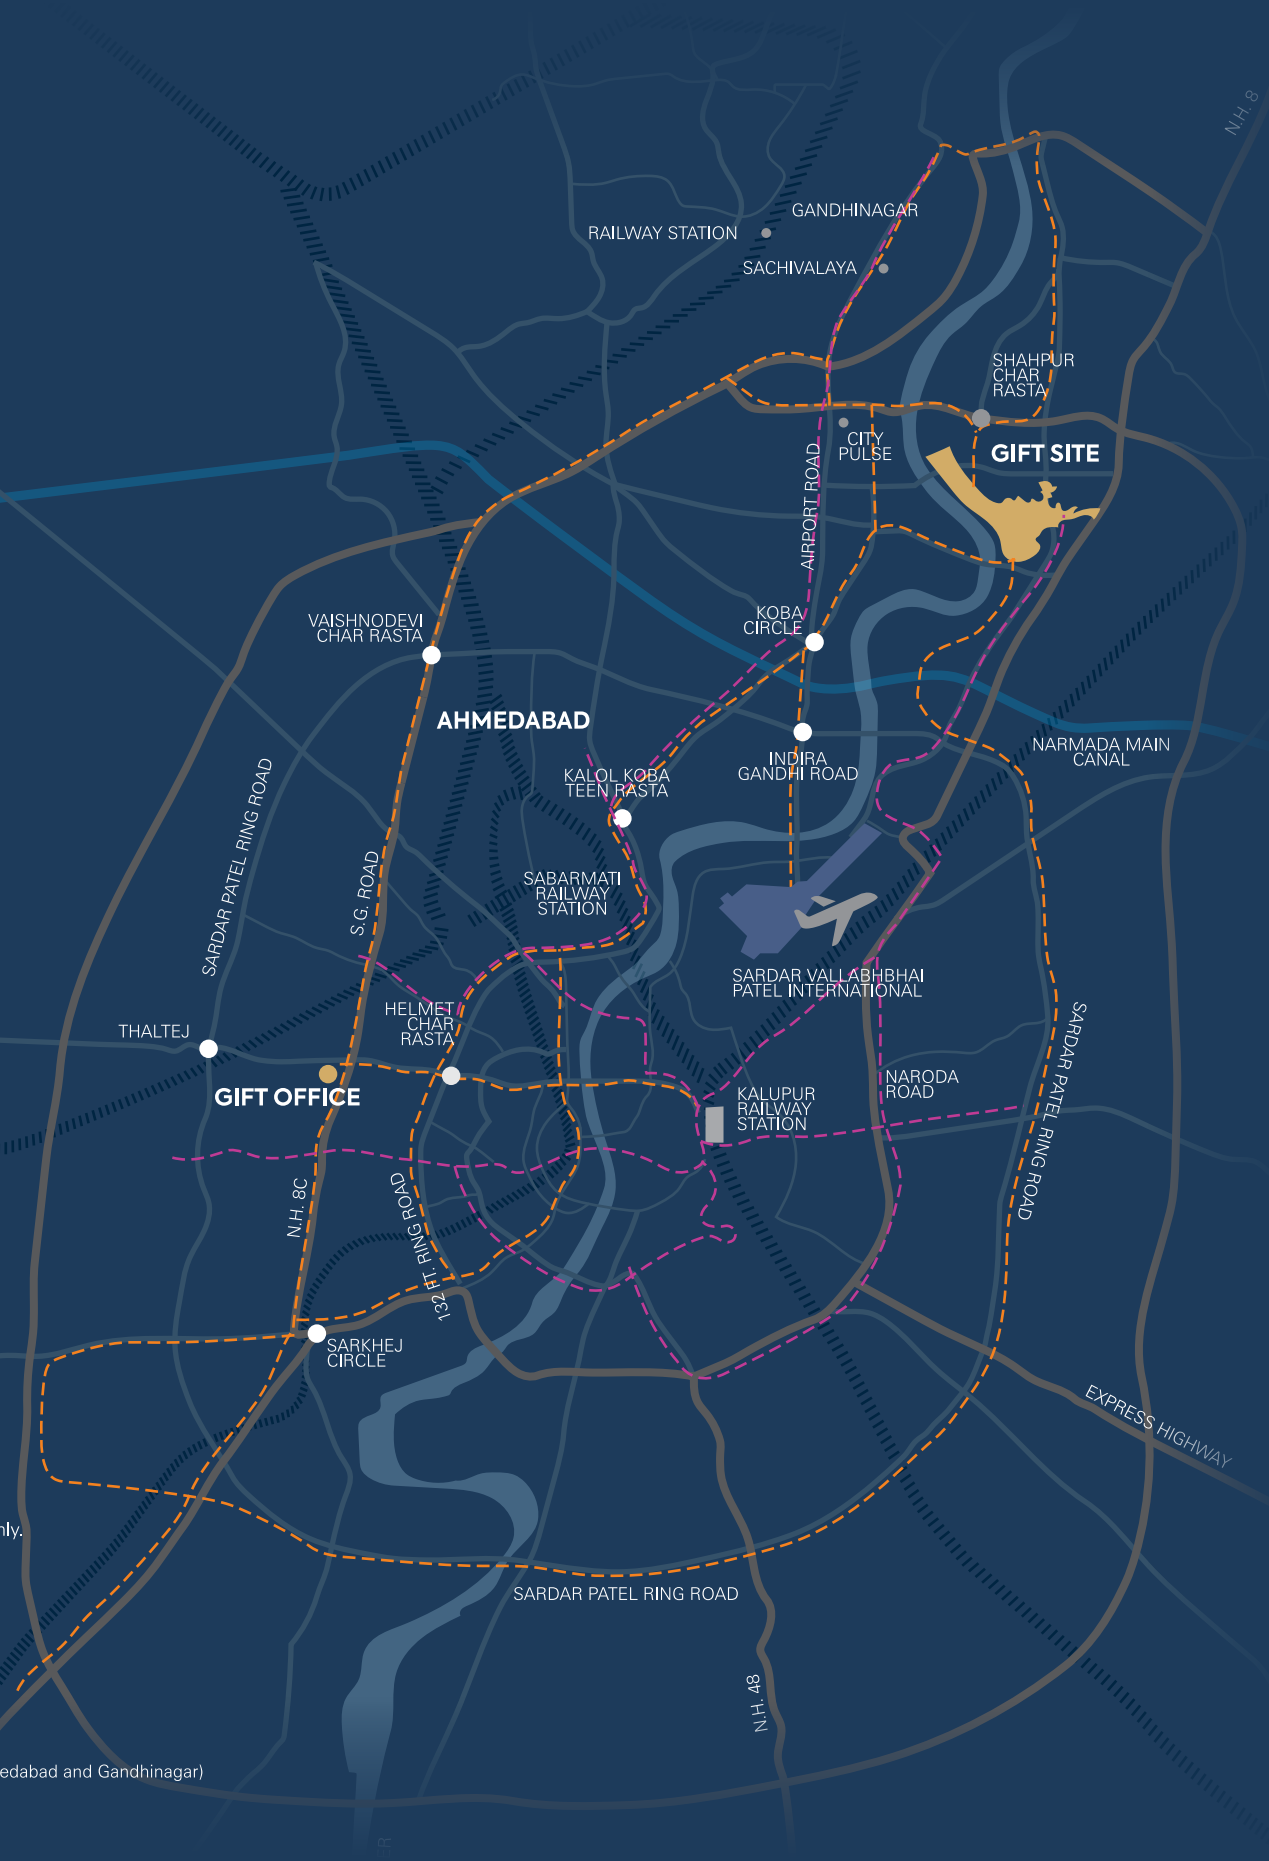 N.H. 8
GANDHINAGAR
RAILWAY STATION
SACHIVALAYA
SHAHPUR
CHAR
RASTA
CITY
PULSE
GIFT SITE
AIRPORT ROAD
KOBA
CIRCLE
VAISHNODEVI
CHAR RASTA
AHMEDABAD
INDIRA
GANDHI ROAD
NARMADA MAIN
CANAL
KALOL KOBA
TEEN RASTA
SARDAR PATEL RING ROAD
S.G. ROAD
SABARMATI
RAILWAY
STATION
SARDAR VALLABHBHAI
PATEL INTERNATIONAL
HELMET
CHAR
RASTA
THALTEJ
GIFT OFFICE
KALUPUR
RAILWAY
STATION
NARODA
ROAD
SARDAR PATEL RING ROAD
N.H. 8C
132 FT. RING ROAD
SARKHEJ
CIRCLE
EXPRESS HIGHWAY
nly.
SARDAR PATEL RING ROAD
N.H. 48
edabad and Gandhinagar)